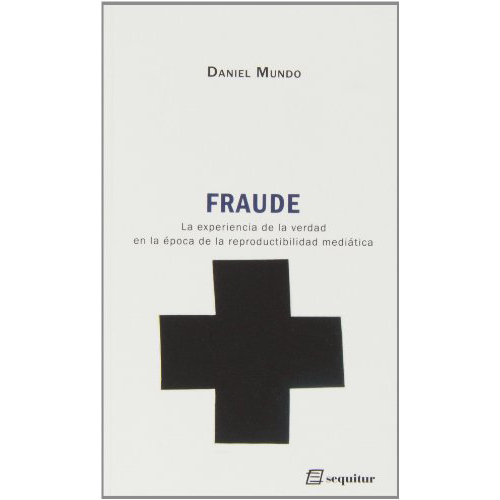 DANIEL MUNDO
FRAUDE
La experiencia de la verdad
en la época de la reproductibilidad mediática
sequitur